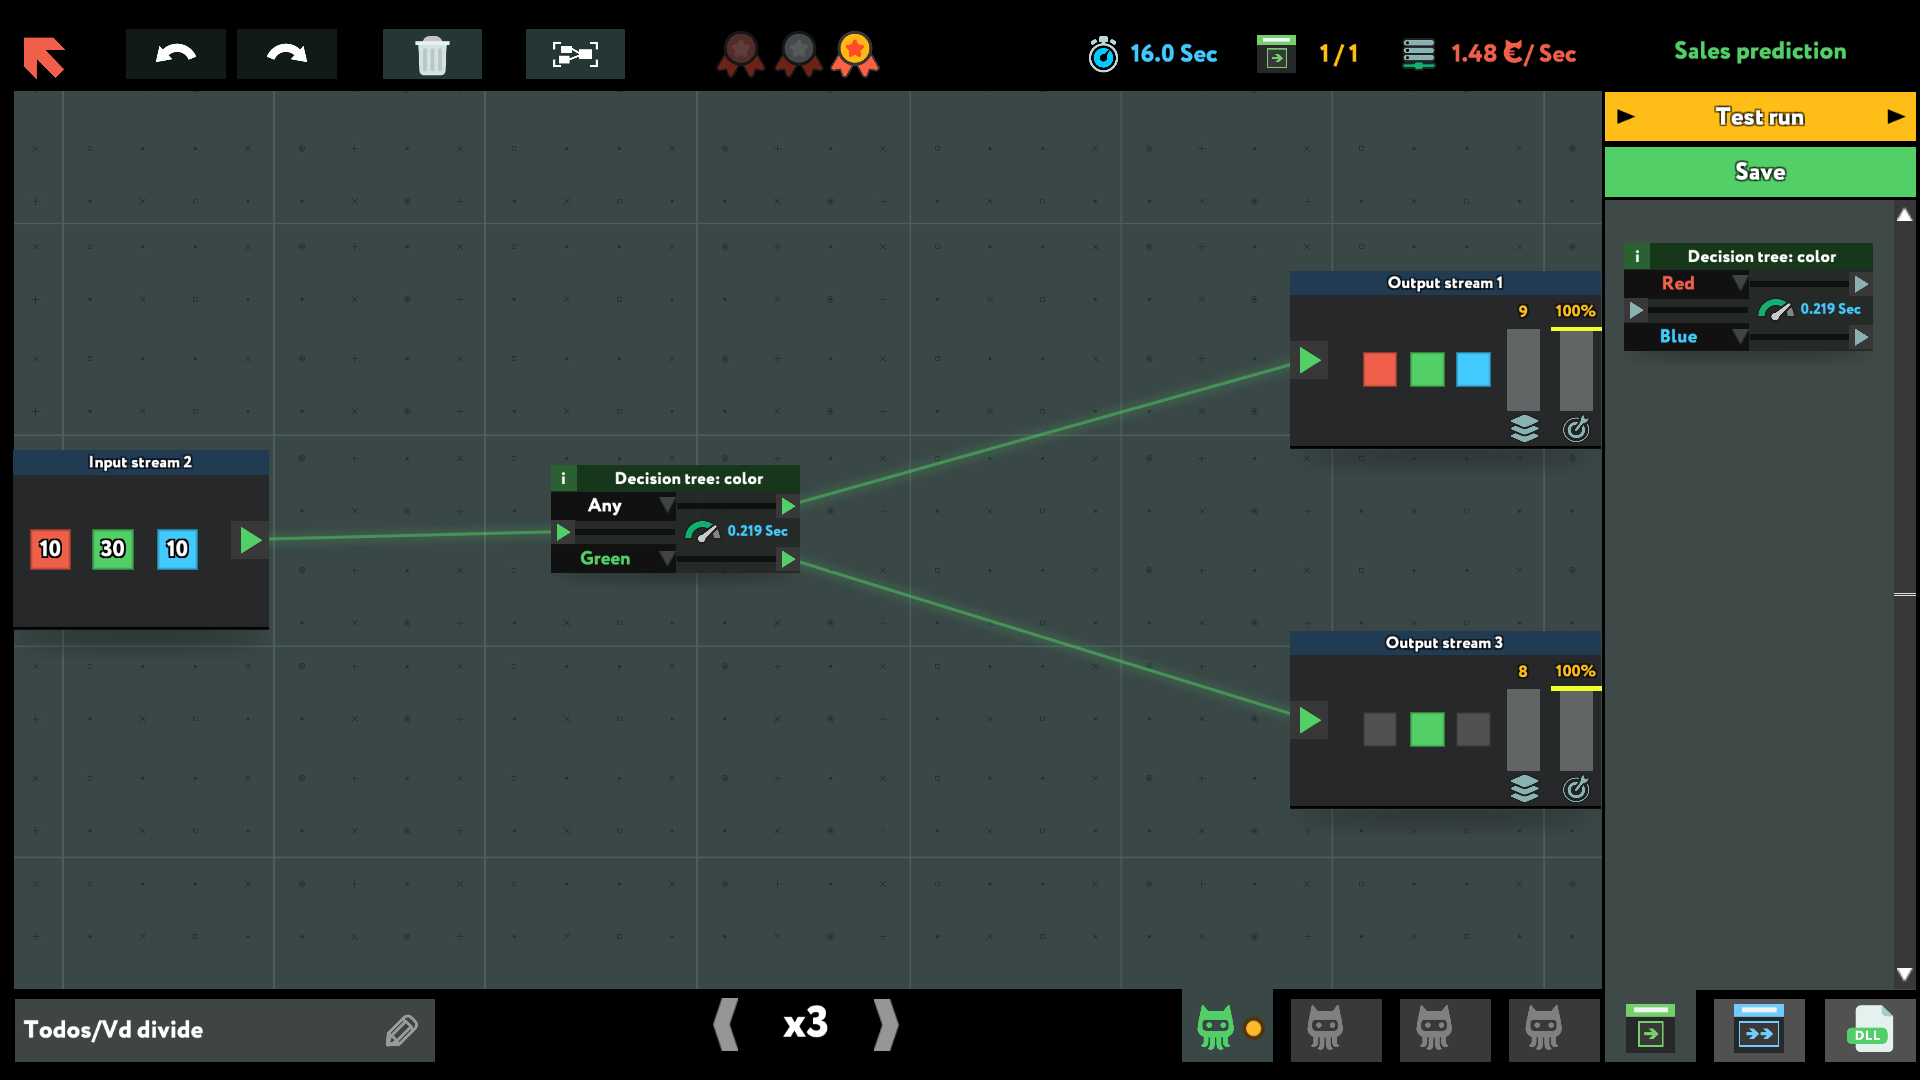 16.0 Sec
1/1
1.48 €/ Sec
Sales prediction
Test run
Save
i Decision tree: color
Red
0.219 Sec
Blue
Output stream 1
9 100%
Input stream 2
10 30 10
i Decision tree: color
Any
0.219 Sec
Green
Output stream 3
8 100%
Todos/Vd divide
x3
DLL